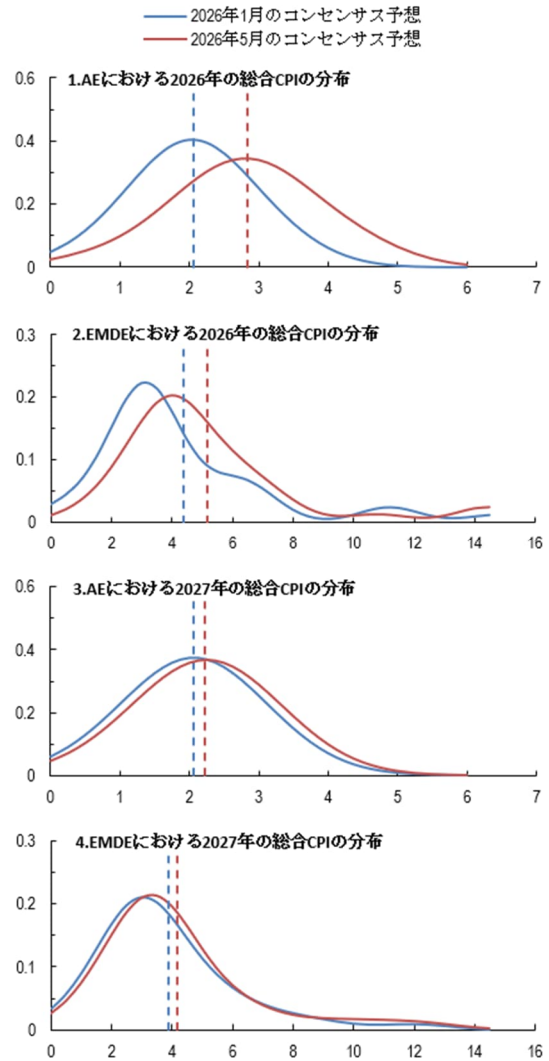 2026年1月のコンセンサス予想
2026年5月のコンセンサス予想
1.AEにおける2026年の総合CPIの分布
0.6
0.4
0.2
0
0 1 2 3 4 5 6 7
2.EMDEにおける2026年の総合CPIの分布
0.3
0.2
0.1
0
0 2 4 6 8 10 12 14 16
3.AEにおける2027年の総合CPIの分布
0.6
0.4
0.2
0
0 1 2 3 4 5 6 7
4.EMDEにおける2027年の総合CPIの分布
0.3
0.2
0.1
0
0 2 4 6 8 10 12 14 16